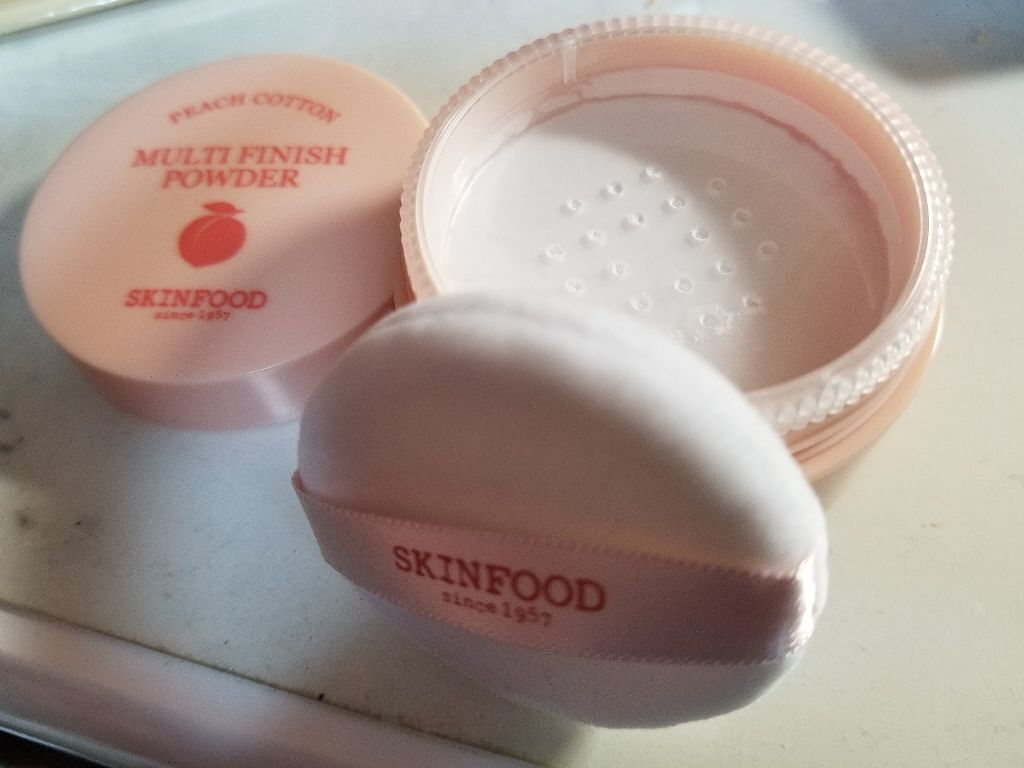 PEACH COTTON
MULTI FINISH
POWDER
SKINFOOD
since 1957
SKINFOOD
since 1957